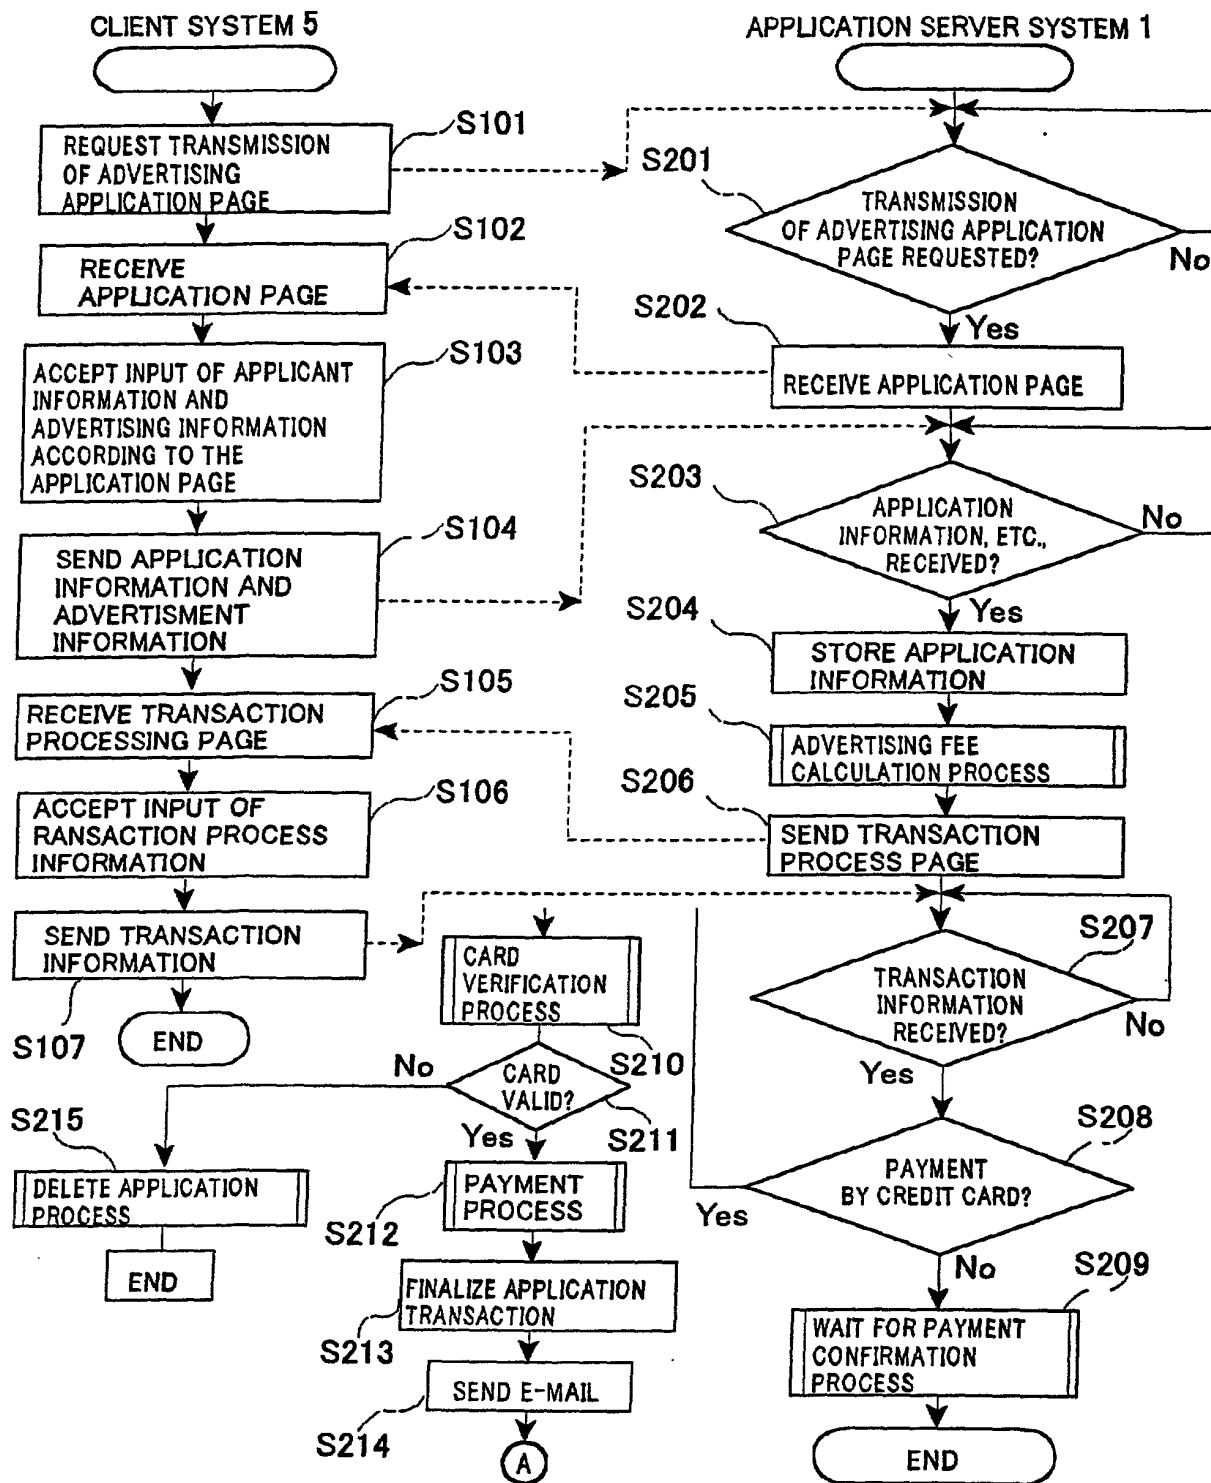 CLIENT SYSTEM 5
S101
REQUEST TRANSMISSION
OF ADVERTISING
APPLICATION PAGE
S102
RECEIVE
APPLICATION PAGE
S103
ACCEPT INPUT OF APPLICANT
INFORMATION AND
ADVERTISING INFORMATION
ACCORDING TO THE
APPLICATION PAGE
S104
SEND APPLICATION
INFORMATION AND
ADVERTISMENT
INFORMATION
S105
RECEIVE TRANSACTION
PROCESSING PAGE
S106
ACCEPT INPUT OF
RANSACTION PROCESS
INFORMATION
SEND TRANSACTION
INFORMATION
S107
END
APPLICATION SERVER SYSTEM 1
S201
TRANSMISSION
OF ADVERTISING APPLICATION
PAGE REQUESTED?
No
S202
Yes
RECEIVE APPLICATION PAGE
S203
APPLICATION
INFORMATION, ETC.,
RECEIVED?
No
Yes
S204
STORE APPLICATION
INFORMATION
S205
ADVERTISING FEE
CALCULATION PROCESS
S206
SEND TRANSACTION
PROCESS PAGE
S207
TRANSACTION
INFORMATION
RECEIVED?
No
Yes
S208
PAYMENT
BY CREDIT CARD?
Yes
No
S209
WAIT FOR PAYMENT
CONFIRMATION
PROCESS
END
CARD
VERIFICATION
PROCESS
S210
No
CARD
VALID?
S211
Yes
S215
DELETE APPLICATION
PROCESS
END
PAYMENT
PROCESS
S212
FINALIZE APPLICATION
TRANSACTION
S213
SEND E-MAIL
S214
A